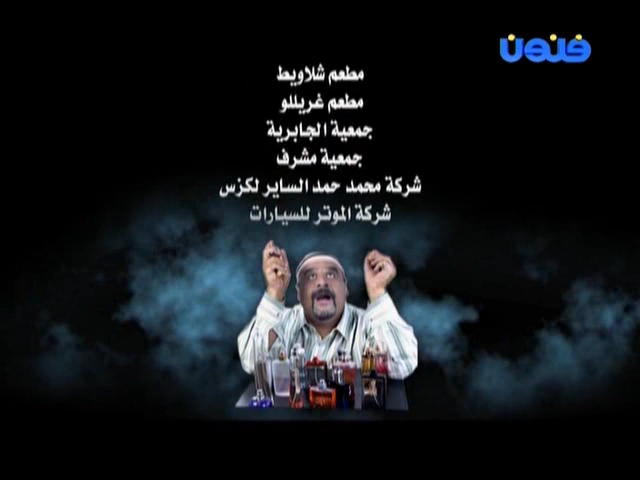 فنون
مطعم شلاويط
مطعم غريللو
جمعية الجابرية
جمعية مشرف
شركة محمد حمد الساير لكزس
شركة الموتر للسيارات